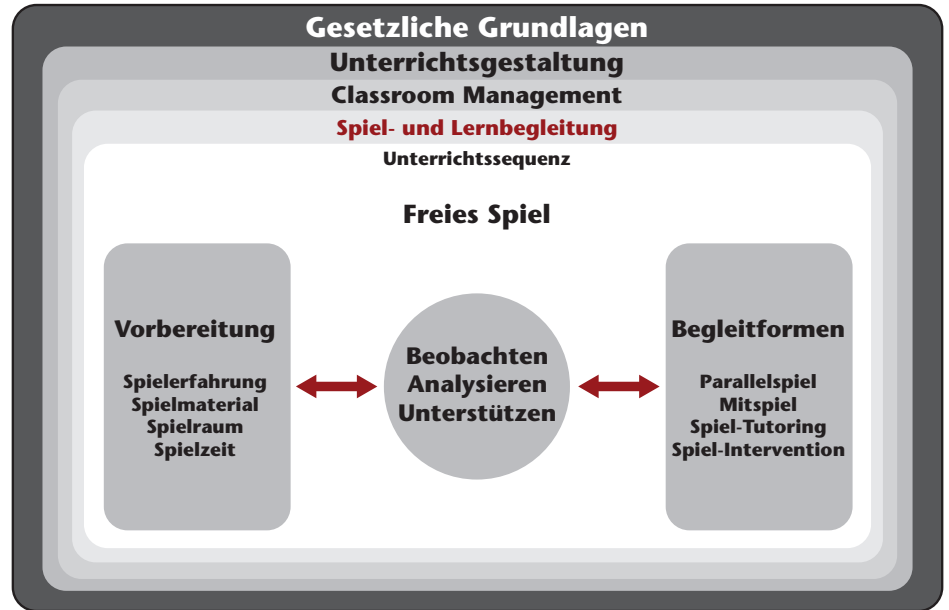 Gesetzliche Grundlagen
Unterrichtsgestaltung
Classroom Management
Spiel- und Lernbegleitung
Unterrichtssequenz
Freies Spiel
Vorbereitung
Spielerfahrung
Spielmaterial
Spielraum
Spielzeit
Beobachten
Analysieren
Unterstützen
Begleitformen
Parallelspiel
Mitspiel
Spiel-Tutoring
Spiel-Intervention